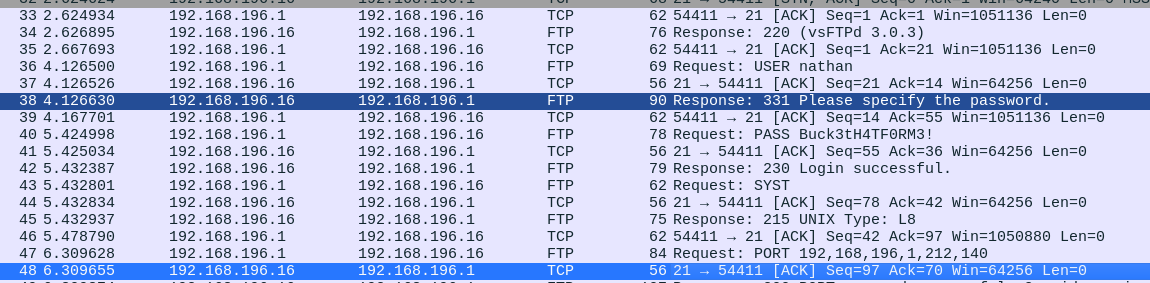 33 2.624934 192.168.196.1 192.168.196.16 TCP 62 54411 → 21 [ACK] Seq=1 Ack=1 Win=1051136 Len=0
34 2.626895 192.168.196.16 192.168.196.1 FTP 76 Response: 220 (vsFTPd 3.0.3)
35 2.667693 192.168.196.1 192.168.196.16 TCP 62 54411 → 21 [ACK] Seq=1 Ack=21 Win=1051136 Len=0
36 4.126500 192.168.196.1 192.168.196.16 FTP 69 Request: USER nathan
37 4.126526 192.168.196.16 192.168.196.1 TCP 56 21 → 54411 [ACK] Seq=21 Ack=14 Win=64256 Len=0
38 4.126630 192.168.196.16 192.168.196.1 FTP 90 Response: 331 Please specify the password.
39 4.167701 192.168.196.1 192.168.196.16 TCP 62 54411 → 21 [ACK] Seq=14 Ack=55 Win=1051136 Len=0
40 5.424998 192.168.196.1 192.168.196.16 FTP 78 Request: PASS Buck3tH4TF0RM3!
41 5.425034 192.168.196.16 192.168.196.1 TCP 56 21 → 54411 [ACK] Seq=55 Ack=36 Win=64256 Len=0
42 5.432387 192.168.196.16 192.168.196.1 FTP 79 Response: 230 Login successful.
43 5.432801 192.168.196.1 192.168.196.16 FTP 62 Request: SYST
44 5.432834 192.168.196.16 192.168.196.1 TCP 56 21 → 54411 [ACK] Seq=78 Ack=42 Win=64256 Len=0
45 5.432937 192.168.196.16 192.168.196.1 FTP 75 Response: 215 UNIX Type: L8
46 5.478790 192.168.196.1 192.168.196.16 TCP 62 54411 → 21 [ACK] Seq=42 Ack=97 Win=1050880 Len=0
47 6.309628 192.168.196.1 192.168.196.16 FTP 84 Request: PORT 192,168,196,1,212,140
48 6.309655 192.168.196.16 192.168.196.1 TCP 56 21 → 54411 [ACK] Seq=97 Ack=70 Win=64256 Len=0